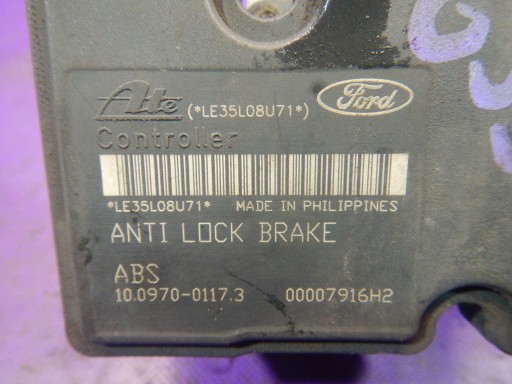 Ate (*LE35L08U71*) Ford
Controller
*LE35L08U71* MADE IN PHILIPPINES
ANTI LOCK BRAKE
ABS
10.0970-0117.3 00007916H2